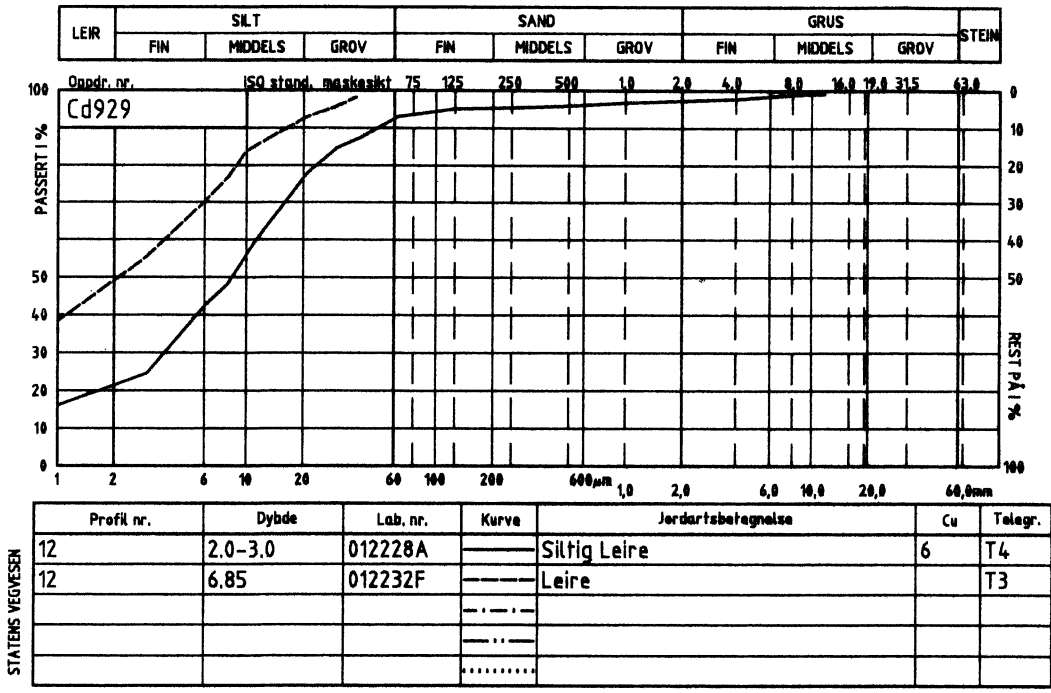 LEIR SILT SAND GRUS STEIN
FIN MIDDELS GROV FIN MIDDELS GROV FIN MIDDELS GROV
Oppdr. nr. ISO stand. maskesikt 75 125 250 500 1.0 2.0 4.0 8.0 16.0 19.0 31.5 63.0
Cd929
PASSERT I %
100
50
40
30
20
10
0
0
10
20
30
40
50
100
REST PÅ I %
1 2 6 10 20 60 100 200 600µm 1,0 2,0 6,0 10,0 20,0 60,0mm
STATENS VEGVESEN
Profil nr. Dybde Lab. nr. Kurve Jordartsbetegnelse Cu Telegr.
12 2.0-3.0 012228A Siltig Leire 6 T4
12 6.85 012232F Leire T3